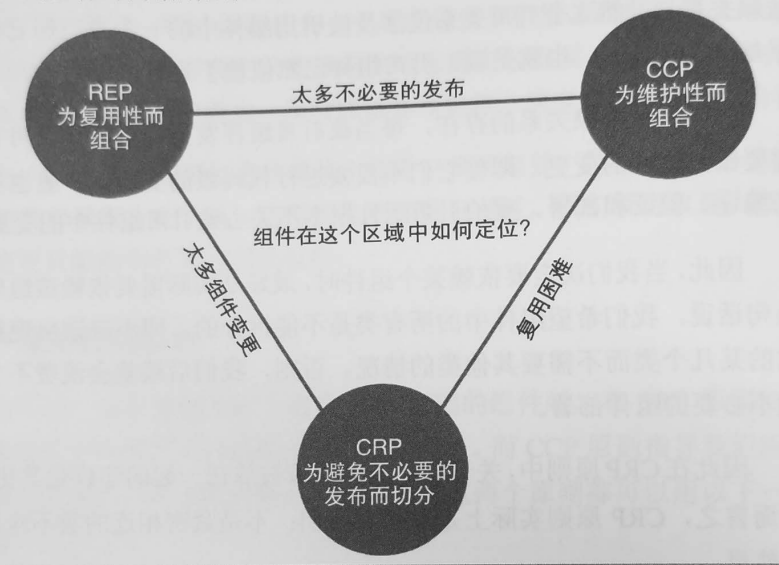 REP
为复用性而
组合
太多不必要的发布
CCP
为维护性而
组合
组件在这个区域中如何定位?
太多组件变更
复用困难
CRP
为避免不必要的
发布而切分